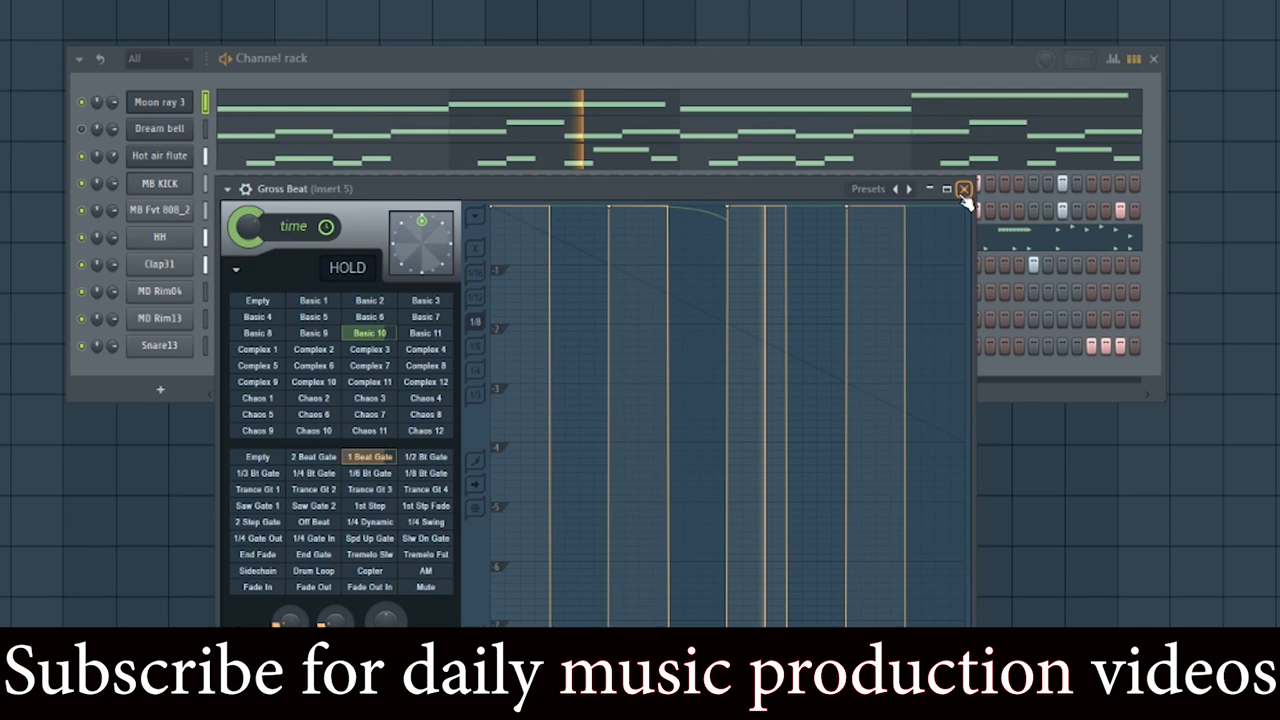 All
Channel rack
Moon ray 3
Dream bell
Hot air flute
MB KICK
MB Fvt 808_2
HH
Clap31
MD Rim04
MD Rim13
Snare13
+
Gross Beat (Insert 5)
Presets
time
HOLD
Empty Basic 1 Basic 2 Basic 3
Basic 4 Basic 5 Basic 6 Basic 7
Basic 8 Basic 9 Basic 10 Basic 11
Complex 1 Complex 2 Complex 3 Complex 4
Complex 5 Complex 6 Complex 7 Complex 8
Complex 9 Complex 10 Complex 11 Complex 12
Chaos 1 Chaos 2 Chaos 3 Chaos 4
Chaos 5 Chaos 6 Chaos 7 Chaos 8
Chaos 9 Chaos 10 Chaos 11 Chaos 12
Empty 2 Beat Gate 1 Beat Gate 1/2 Bt Gate
1/3 Bt Gate 1/4 Bt Gate 1/6 Bt Gate 1/8 Bt Gate
Trance Gt 1 Trance Gt 2 Trance Gt 3 Trance Gt 4
Saw Gate 1 Saw Gate 2 1st Step 1st Stp Fade
2 Step Gate Off Beat 1/4 Dynamic 1/4 Swing
1/4 Gate Out 1/4 Gate In Spd Up Gate Slw Dn Gate
End Fade End Gate Tremelo Slw Tremelo Fst
Sidechain Drum Loop Copter AM
Fade In Fade Out Fade Out In Mute
1/8
-1
-2
-3
-4
-5
-6
Subscribe for daily music production videos